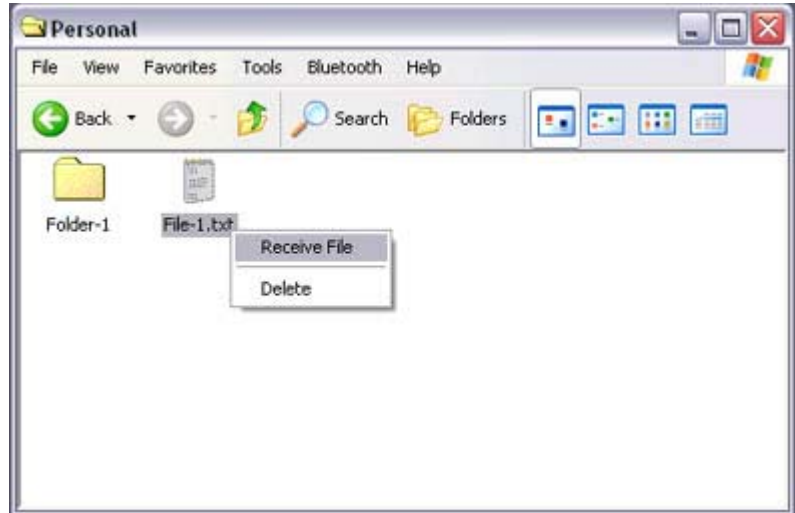 Personal
File View Favorites Tools Bluetooth Help
Back Search Folders
Folder-1 File-1.txt
Receive File
Delete